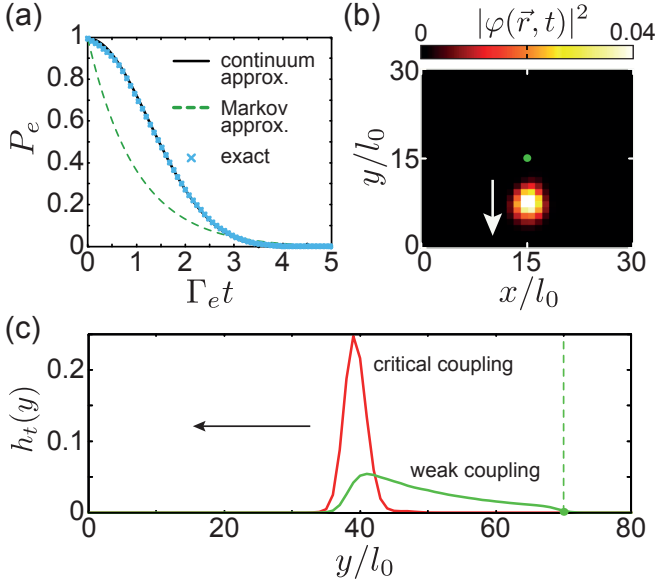 (a)
1
0.8
0.6
0.4
0.2
0
P_e
continuum
approx.
Markov
approx.
exact
0 1 2 3 4 5
Γ_e t
(b)
|φ(r⃗, t)|²
0 0.04
30
15
0
y/l_0
0 15 30
x/l_0
(c)
0.2
0.1
0
h_t(y)
critical coupling
weak coupling
0 20 40 60 80
y/l_0